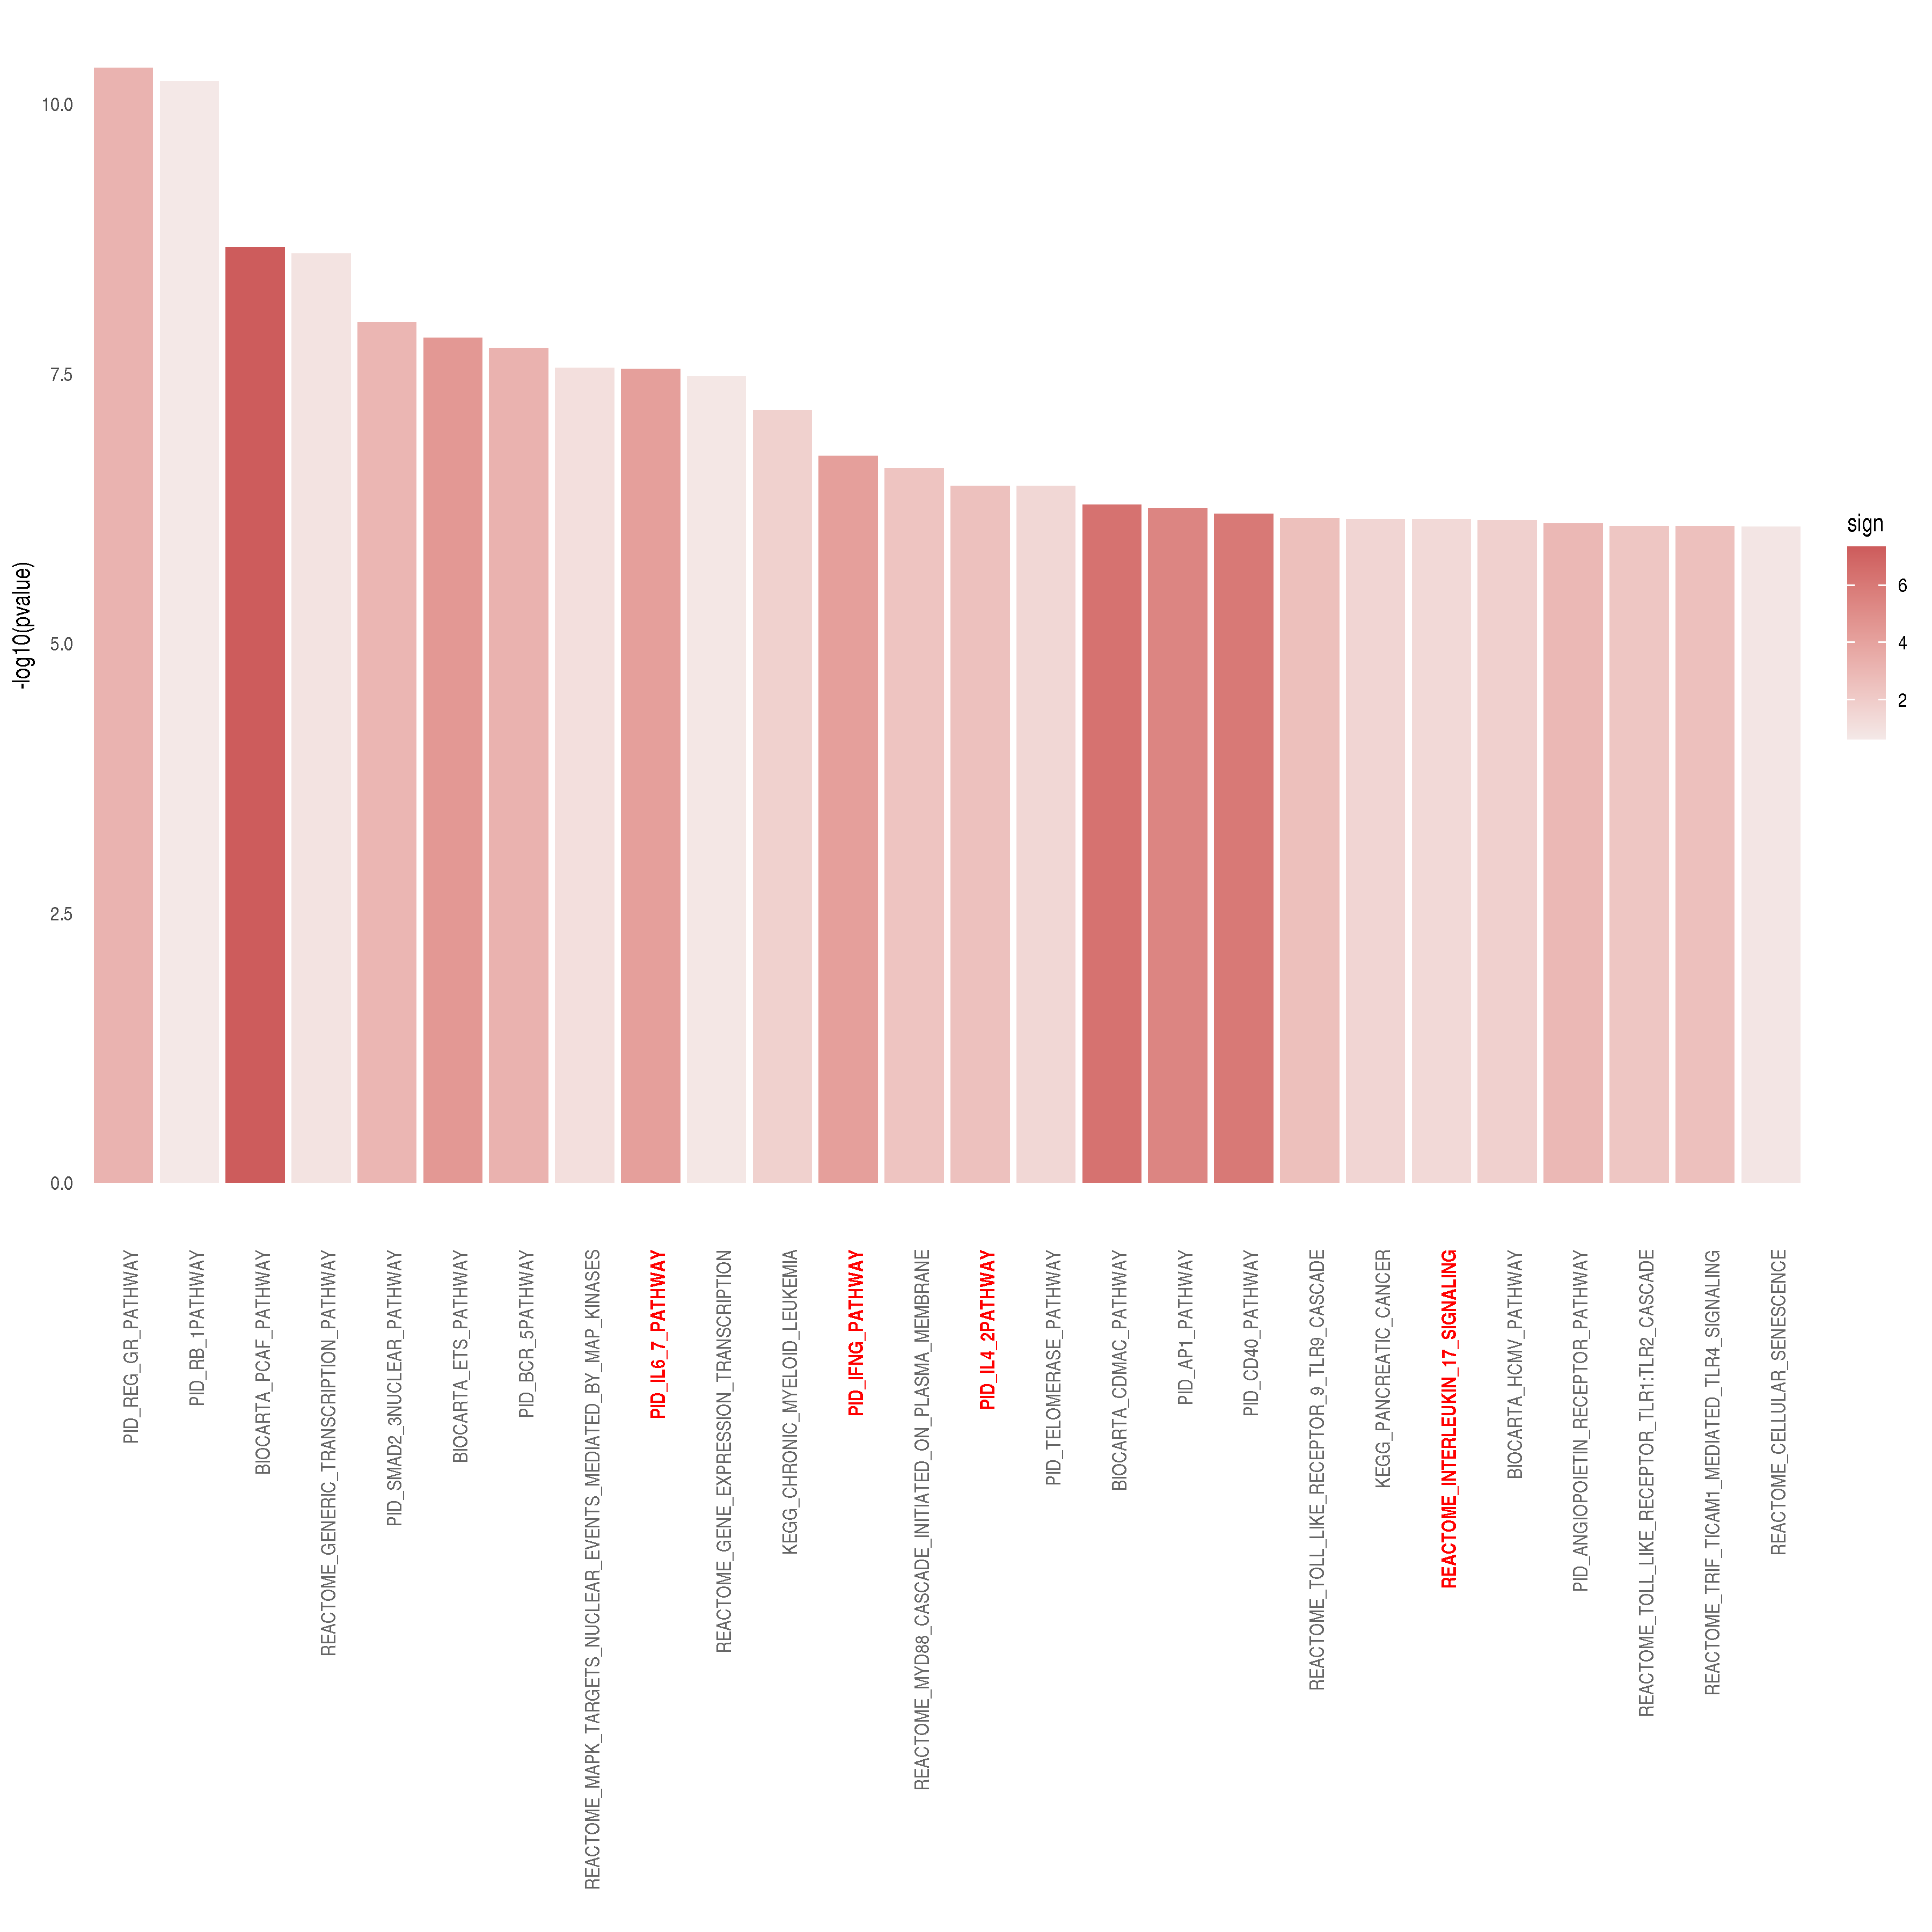 10.0
7.5
5.0
2.5
0.0
-log10(pvalue)
PID_REG_GR_PATHWAY
PID_RB_1PATHWAY
BIOCARTA_PCAF_PATHWAY
REACTOME_GENERIC_TRANSCRIPTION_PATHWAY
PID_SMAD2_3NUCLEAR_PATHWAY
BIOCARTA_ETS_PATHWAY
PID_BCR_5PATHWAY
REACTOME_MAPK_TARGETS_NUCLEAR_EVENTS_MEDIATED_BY_MAP_KINASES
PID_IL6_7_PATHWAY
REACTOME_GENE_EXPRESSION_TRANSCRIPTION
KEGG_CHRONIC_MYELOID_LEUKEMIA
PID_IFNG_PATHWAY
REACTOME_MYD88_CASCADE_INITIATED_ON_PLASMA_MEMBRANE
PID_IL4_2PATHWAY
PID_TELOMERASE_PATHWAY
BIOCARTA_CDMAC_PATHWAY
PID_AP1_PATHWAY
PID_CD40_PATHWAY
REACTOME_TOLL_LIKE_RECEPTOR_9_TLR9_CASCADE
KEGG_PANCREATIC_CANCER
REACTOME_INTERLEUKIN_17_SIGNALING
BIOCARTA_HCMV_PATHWAY
PID_ANGIOPOIETIN_RECEPTOR_PATHWAY
REACTOME_TOLL_LIKE_RECEPTOR_TLR1:TLR2_CASCADE
REACTOME_TRIF_TICAM1_MEDIATED_TLR4_SIGNALING
REACTOME_CELLULAR_SENESCENCE
sign
6
4
2